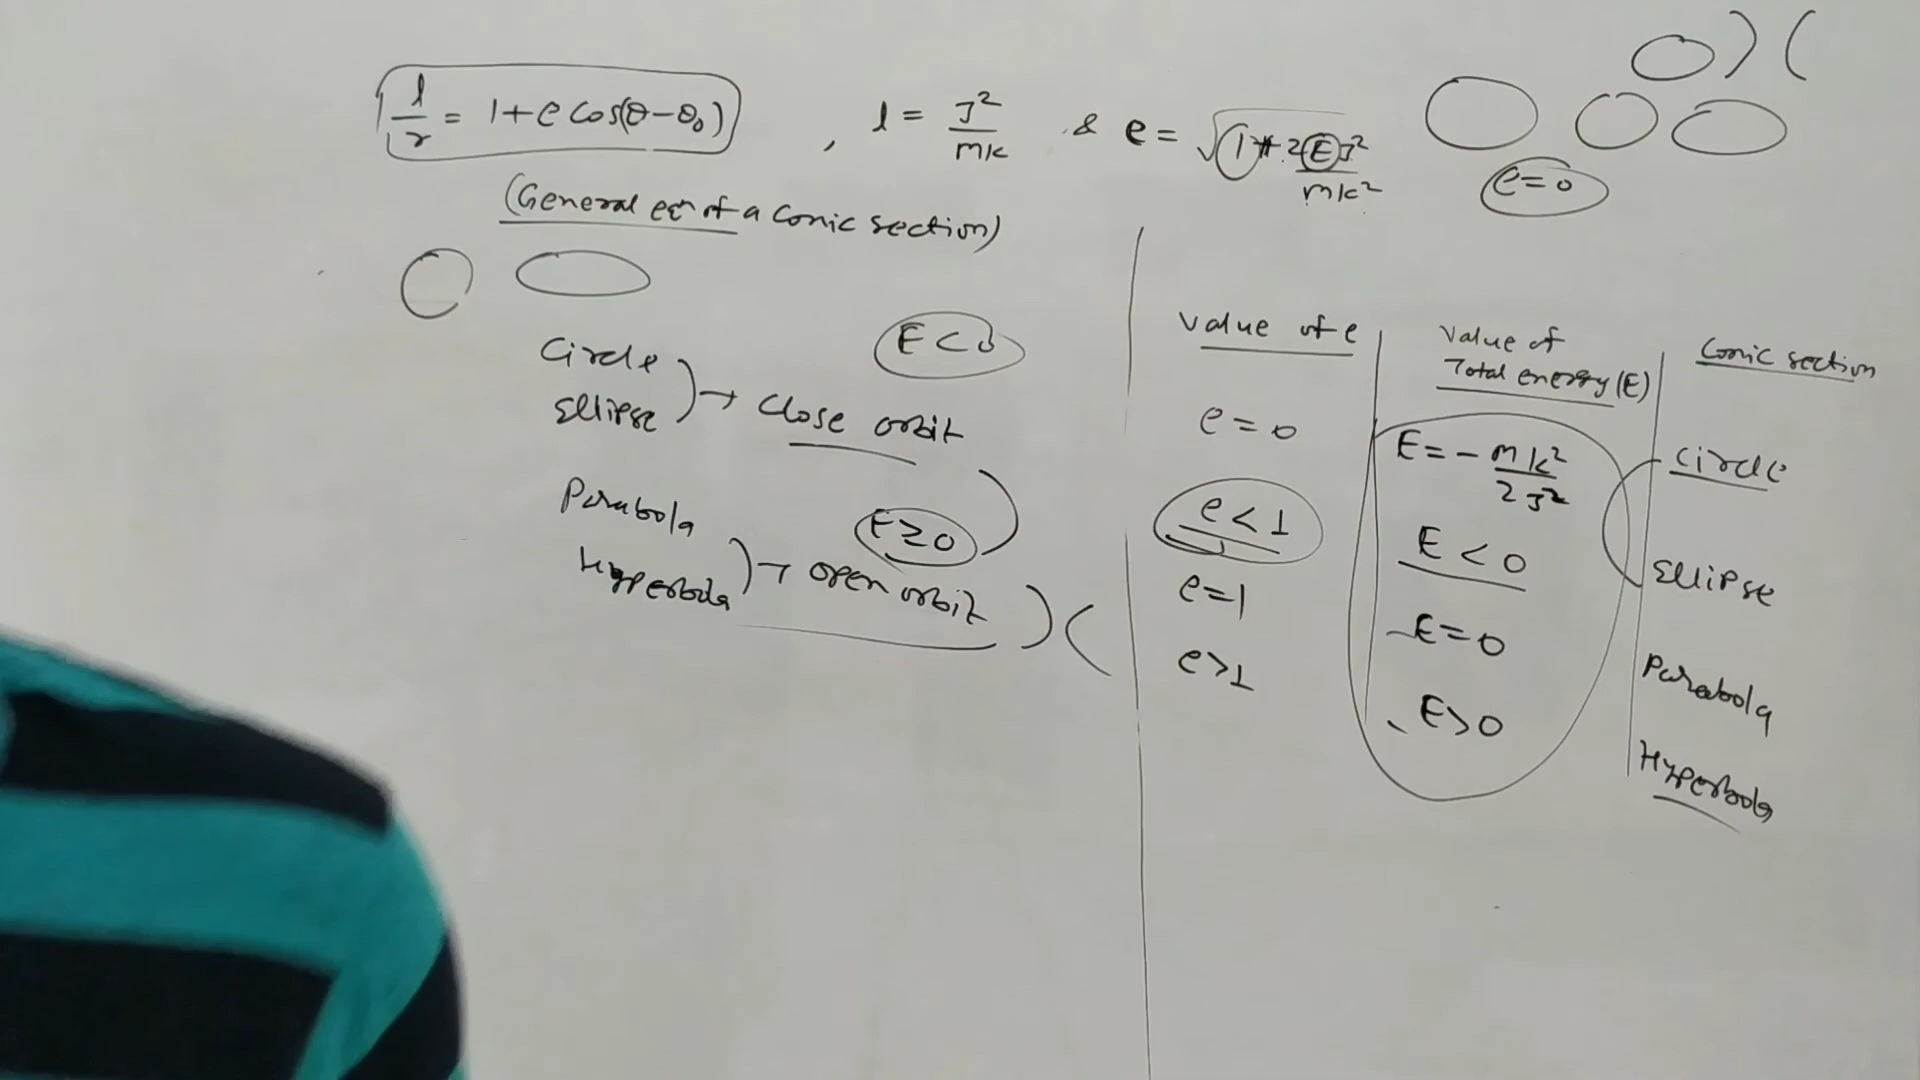 l/r = 1+e cos(θ-θ₀) , l = J²/mk & e = √(1+2EJ²/mk²)
e=0
(General eqn of a Conic section)
E<0
Circle
Ellipse → Close orbit
Parabola
E≥0
Hyperbola → open orbit
Value of e
Value of
Total energy (E)
Conic section
e = 0
E = - mk²/2J²
Circle
e < 1
E < 0
Ellipse
e=1
E=0
Parabola
e>1
E>0
Hyperbola